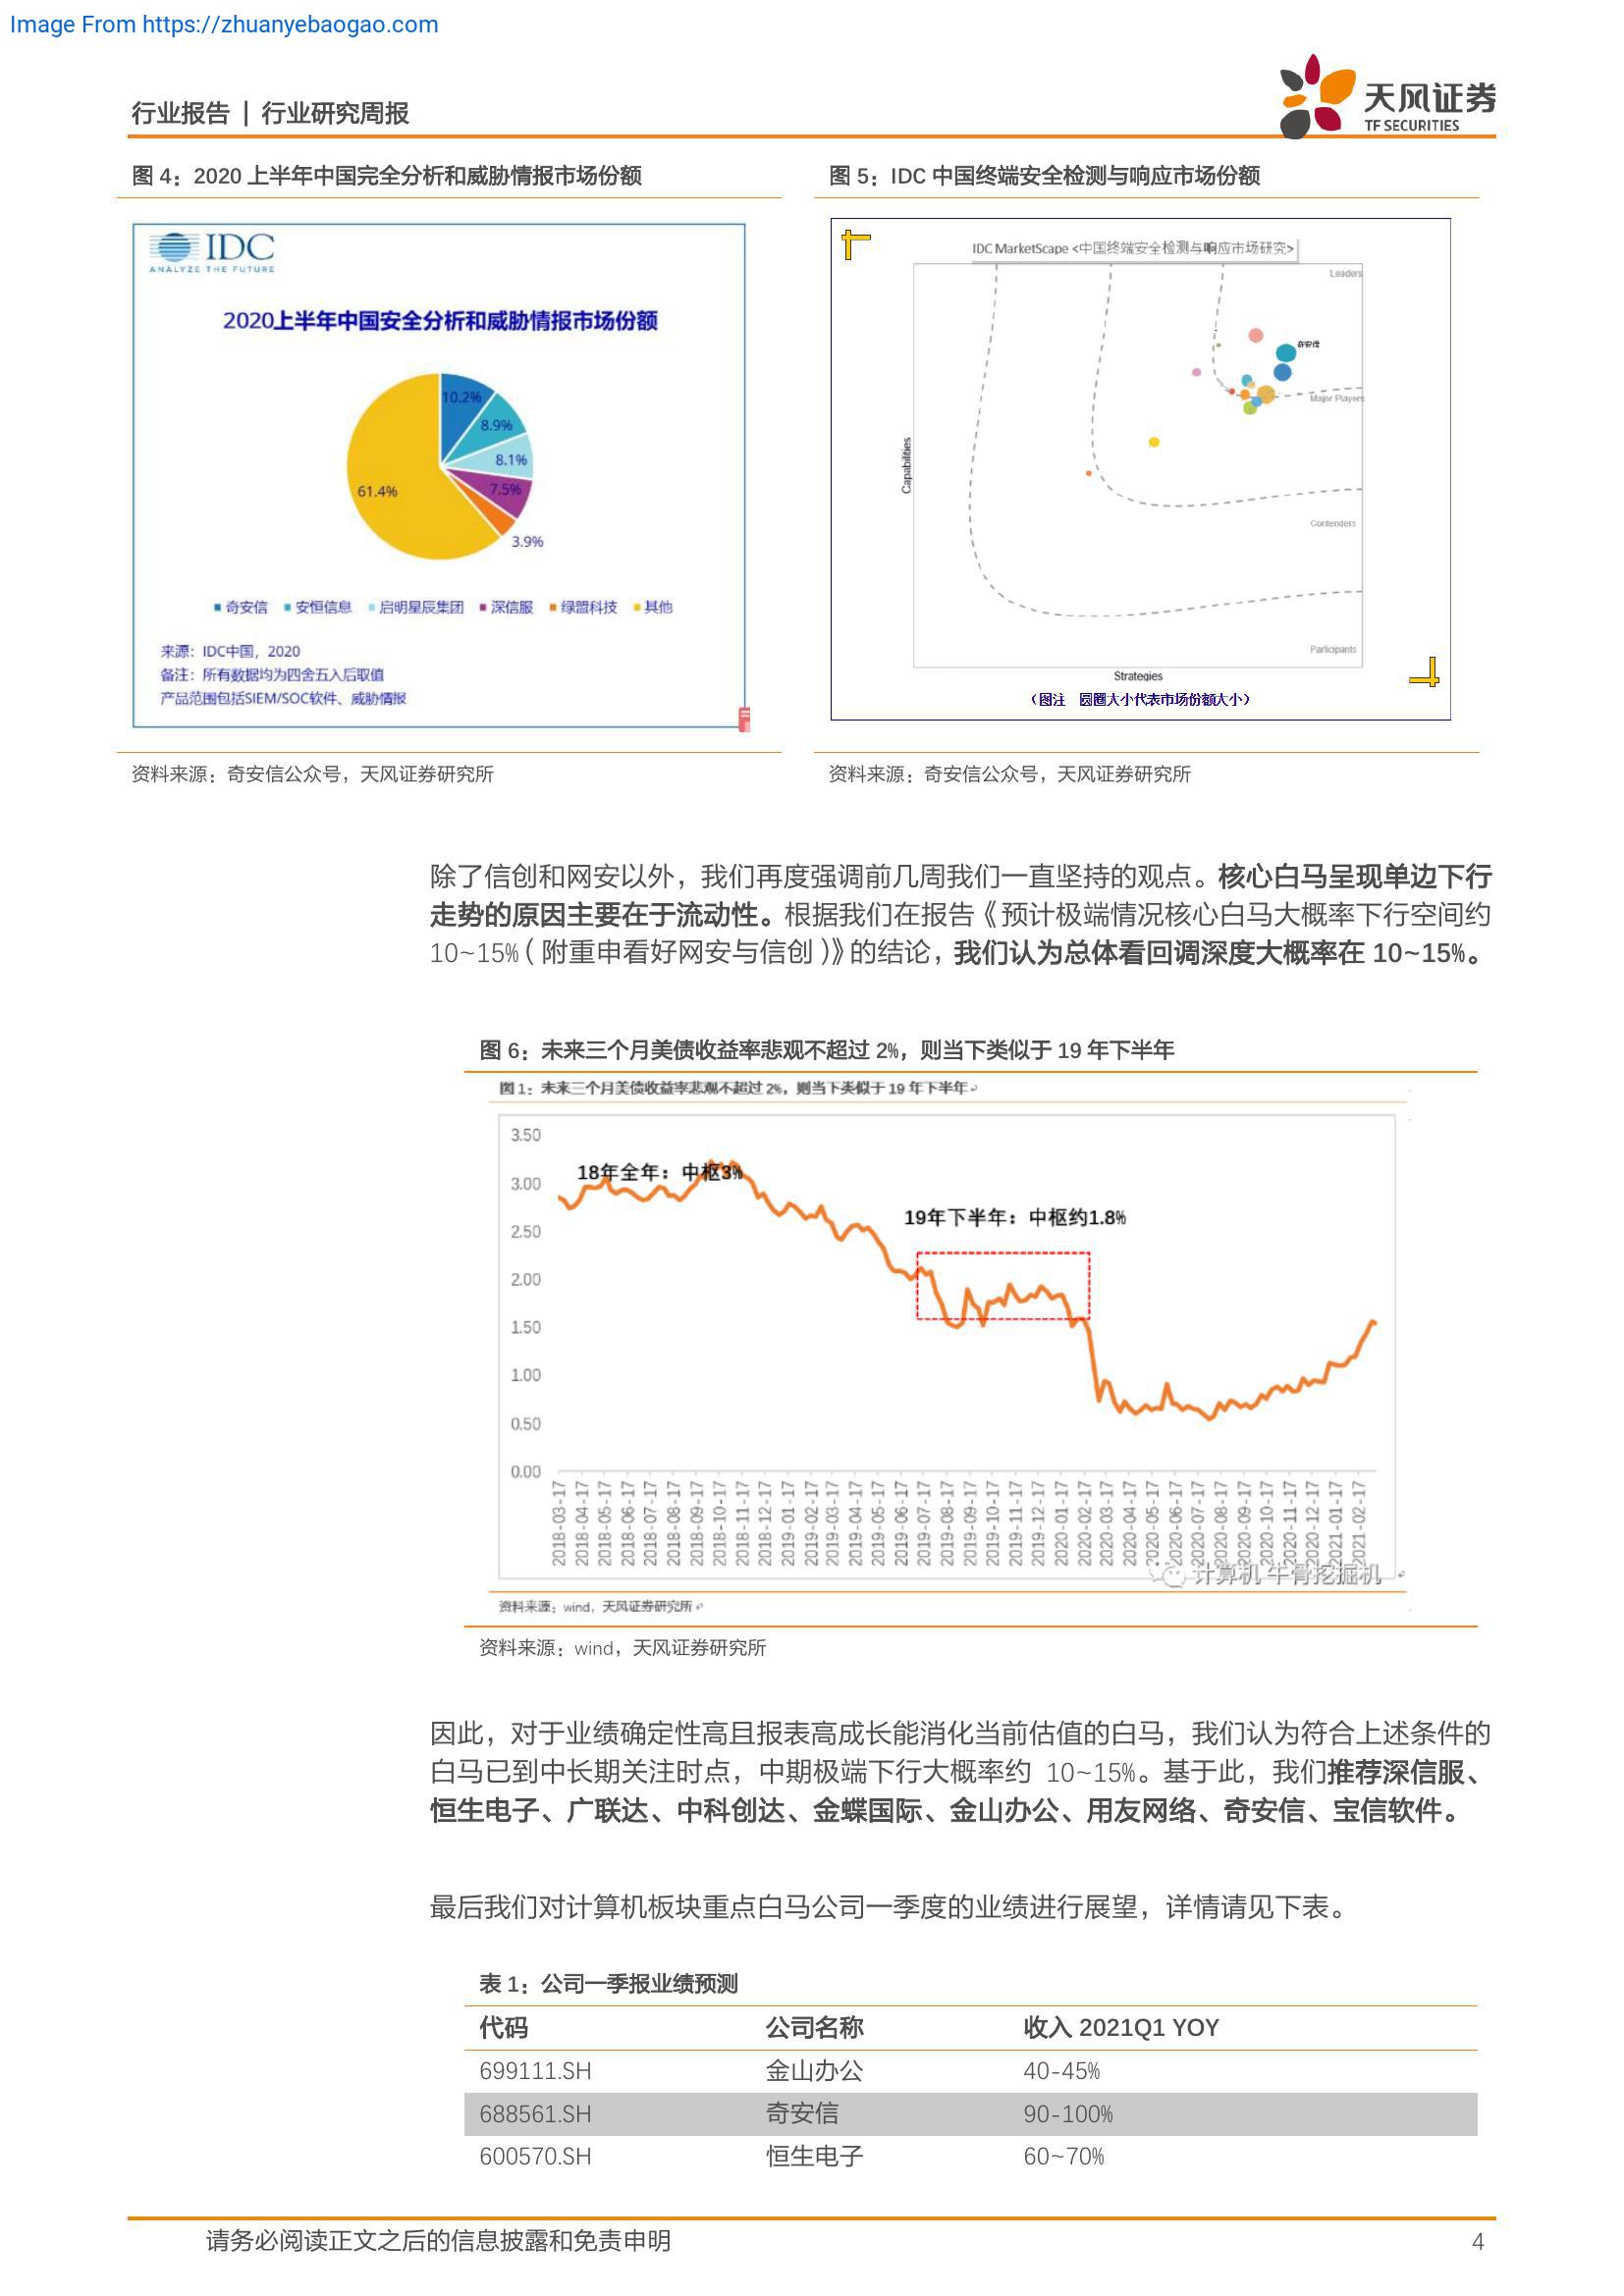 Image From https://zhuanyebaogao.com
行业报告 | 行业研究周报
天风证券
TF SECURITIES
图 4：2020 上半年中国完全分析和威胁情报市场份额
IDC
ANALYZE THE FUTURE
2020上半年中国安全分析和威胁情报市场份额
10.2%
8.9%
8.1%
7.5%
3.9%
61.4%
奇安信 安恒信息 启明星辰集团 深信服 绿盟科技 其他
来源：IDC中国，2020
备注：所有数据均为四舍五入后取值
产品范围包括SIEM/SOC软件、威胁情报
资料来源：奇安信公众号，天风证券研究所
图 5：IDC 中国终端安全检测与响应市场份额
IDC MarketScape <中国终端安全检测与响应市场研究>
Leaders
奇安信
Major Players
Capabilities
Contenders
Participants
Strategies
（图注 圆圈大小代表市场份额大小）
资料来源：奇安信公众号，天风证券研究所
除了信创和网安以外，我们再度强调前几周我们一直坚持的观点。核心白马呈现单边下行
走势的原因主要在于流动性。根据我们在报告《预计极端情况核心白马大概率下行空间约
10~15%（附重申看好网安与信创）》的结论，我们认为总体看回调深度大概率在 10~15%。
图 6：未来三个月美债收益率悲观不超过 2%，则当下类似于 19 年下半年
图 1：未来三个月美债收益率悲观不超过 2%，则当下类似于 19 年下半年
3.50
3.00
2.50
2.00
1.50
1.00
0.50
0.00
18年全年：中枢3%
19年下半年：中枢约1.8%
2018-03-17
2018-04-17
2018-05-17
2018-06-17
2018-07-17
2018-08-17
2018-09-17
2018-10-17
2018-11-17
2018-12-17
2019-01-17
2019-02-17
2019-03-17
2019-04-17
2019-05-17
2019-06-17
2019-07-17
2019-08-17
2019-09-17
2019-10-17
2019-11-17
2019-12-17
2020-01-17
2020-02-17
2020-03-17
2020-04-17
2020-05-17
2020-06-17
2020-07-17
2020-08-17
2020-09-17
2020-10-17
2020-11-17
2020-12-17
2021-01-17
2021-02-17
计算机 牛骨挖掘机
资料来源：wind，天风证券研究所
资料来源：wind，天风证券研究所
因此，对于业绩确定性高且报表高成长能消化当前估值的白马，我们认为符合上述条件的
白马已到中长期关注时点，中期极端下行大概率约 10~15%。基于此，我们推荐深信服、
恒生电子、广联达、中科创达、金蝶国际、金山办公、用友网络、奇安信、宝信软件。
最后我们对计算机板块重点白马公司一季度的业绩进行展望，详情请见下表。
表 1：公司一季报业绩预测
代码 公司名称 收入 2021Q1 YOY
699111.SH 金山办公 40-45%
688561.SH 奇安信 90-100%
600570.SH 恒生电子 60~70%
请务必阅读正文之后的信息披露和免责申明 4